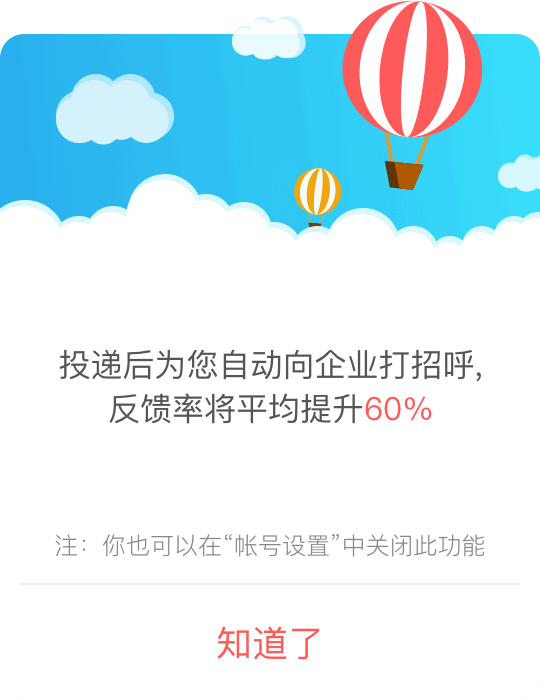 投递后为您自动向企业打招呼,
反馈率将平均提升60%
注：你也可以在“帐号设置”中关闭此功能
知道了